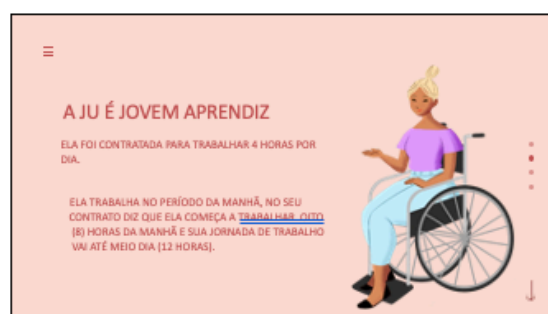 A JU É JOVEM APRENDIZ
ELA FOI CONTRATADA PARA TRABALHAR 4 HORAS POR
DIA.
ELA TRABALHA NO PERÍODO DA MANHÃ, NO SEU
CONTRATO DIZ QUE ELA COMEÇA A TRABALHAR OITO
(8) HORAS DA MANHÃ E SUA JORNADA DE TRABALHO
VAI ATÉ MEIO DIA (12 HORAS).